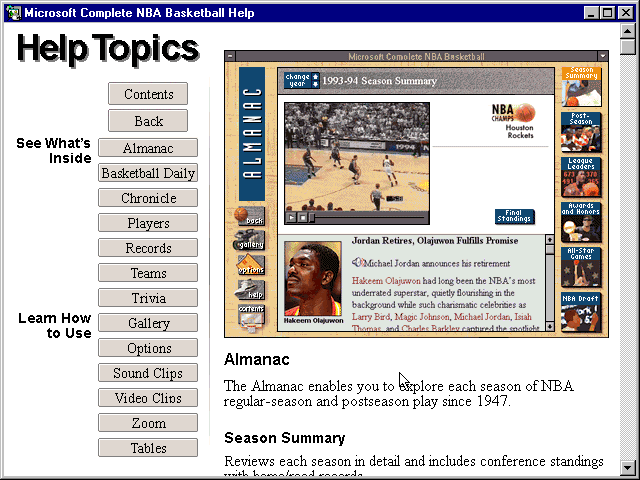 Microsoft Complete NBA Basketball Help
Help Topics
Contents
Back
See What's
Inside
Almanac
Basketball Daily
Chronicle
Players
Records
Teams
Trivia
Learn How
to Use
Gallery
Options
Sound Clips
Video Clips
Zoom
Tables
Microsoft Complete NBA Basketball
ALMANAC
change
year
1993-94 Season Summary
1994
NBA
CHAMPS
Houston
Rockets
Final
Standings
back
gallery
options
help
contents
Hakeem Olajuwon
Jordan Retires, Olajuwon Fulfills Promise
Michael Jordan announces his retirement
Hakeem Olajuwon had long been the NBA's most
underrated superstar, quietly flourishing in the
background while such charismatic celebrities as
Larry Bird, Magic Johnson, Michael Jordan, Isiah
Thomas, and Charles Barkley captured the spotlight
Season
Summary
Post-
Season
League
Leaders
Awards
and Honors
All-Star
Games
NBA Draft
Almanac
The Almanac enables you to explore each season of NBA
regular-season and postseason play since 1947.
Season Summary
Reviews each season in detail and includes conference standings
with home/road records